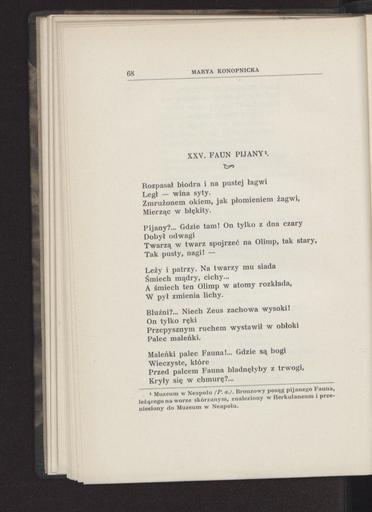 68
MARYA KONOPNICKA
XXV. FAUN PIJANY¹.
Rozpasał biodra i na pustej łagwi
Legł — wina syty.
Zmrużonem okiem, jak płomieniem żagwi,
Mierząc w błękity.
Pijany?... Gdzie tam! On tylko z dna czary
Dobył odwagi
Twarzą w twarz spojrzeć na Olimp, tak stary,
Tak pusty, nagi! —
Leży i patrzy. Na twarzy mu siada
Śmiech mądry, cichy...
A śmiech ten Olimp w atomy rozkłada,
W pył zmienia lichy.
Bluźni?... Niech Zeus zachowa wysoki!
On tylko ręki
Przepysznym ruchem wystawił w obłoki
Palec maleńki.
Maleńki palec Fauna!... Gdzie są bogi
Wieczyste, które
Przed palcem Fauna bladnęłyby z trwogi,
Kryły się w chmurę?...
¹ Muzeum w Neapolu (P. a.). Bronzowy posąg pijanego Fauna,
leżącego na worze skórzanym, znaleziony w Herkulaneum i prze-
niesiony do Muzeum w Neapolu.